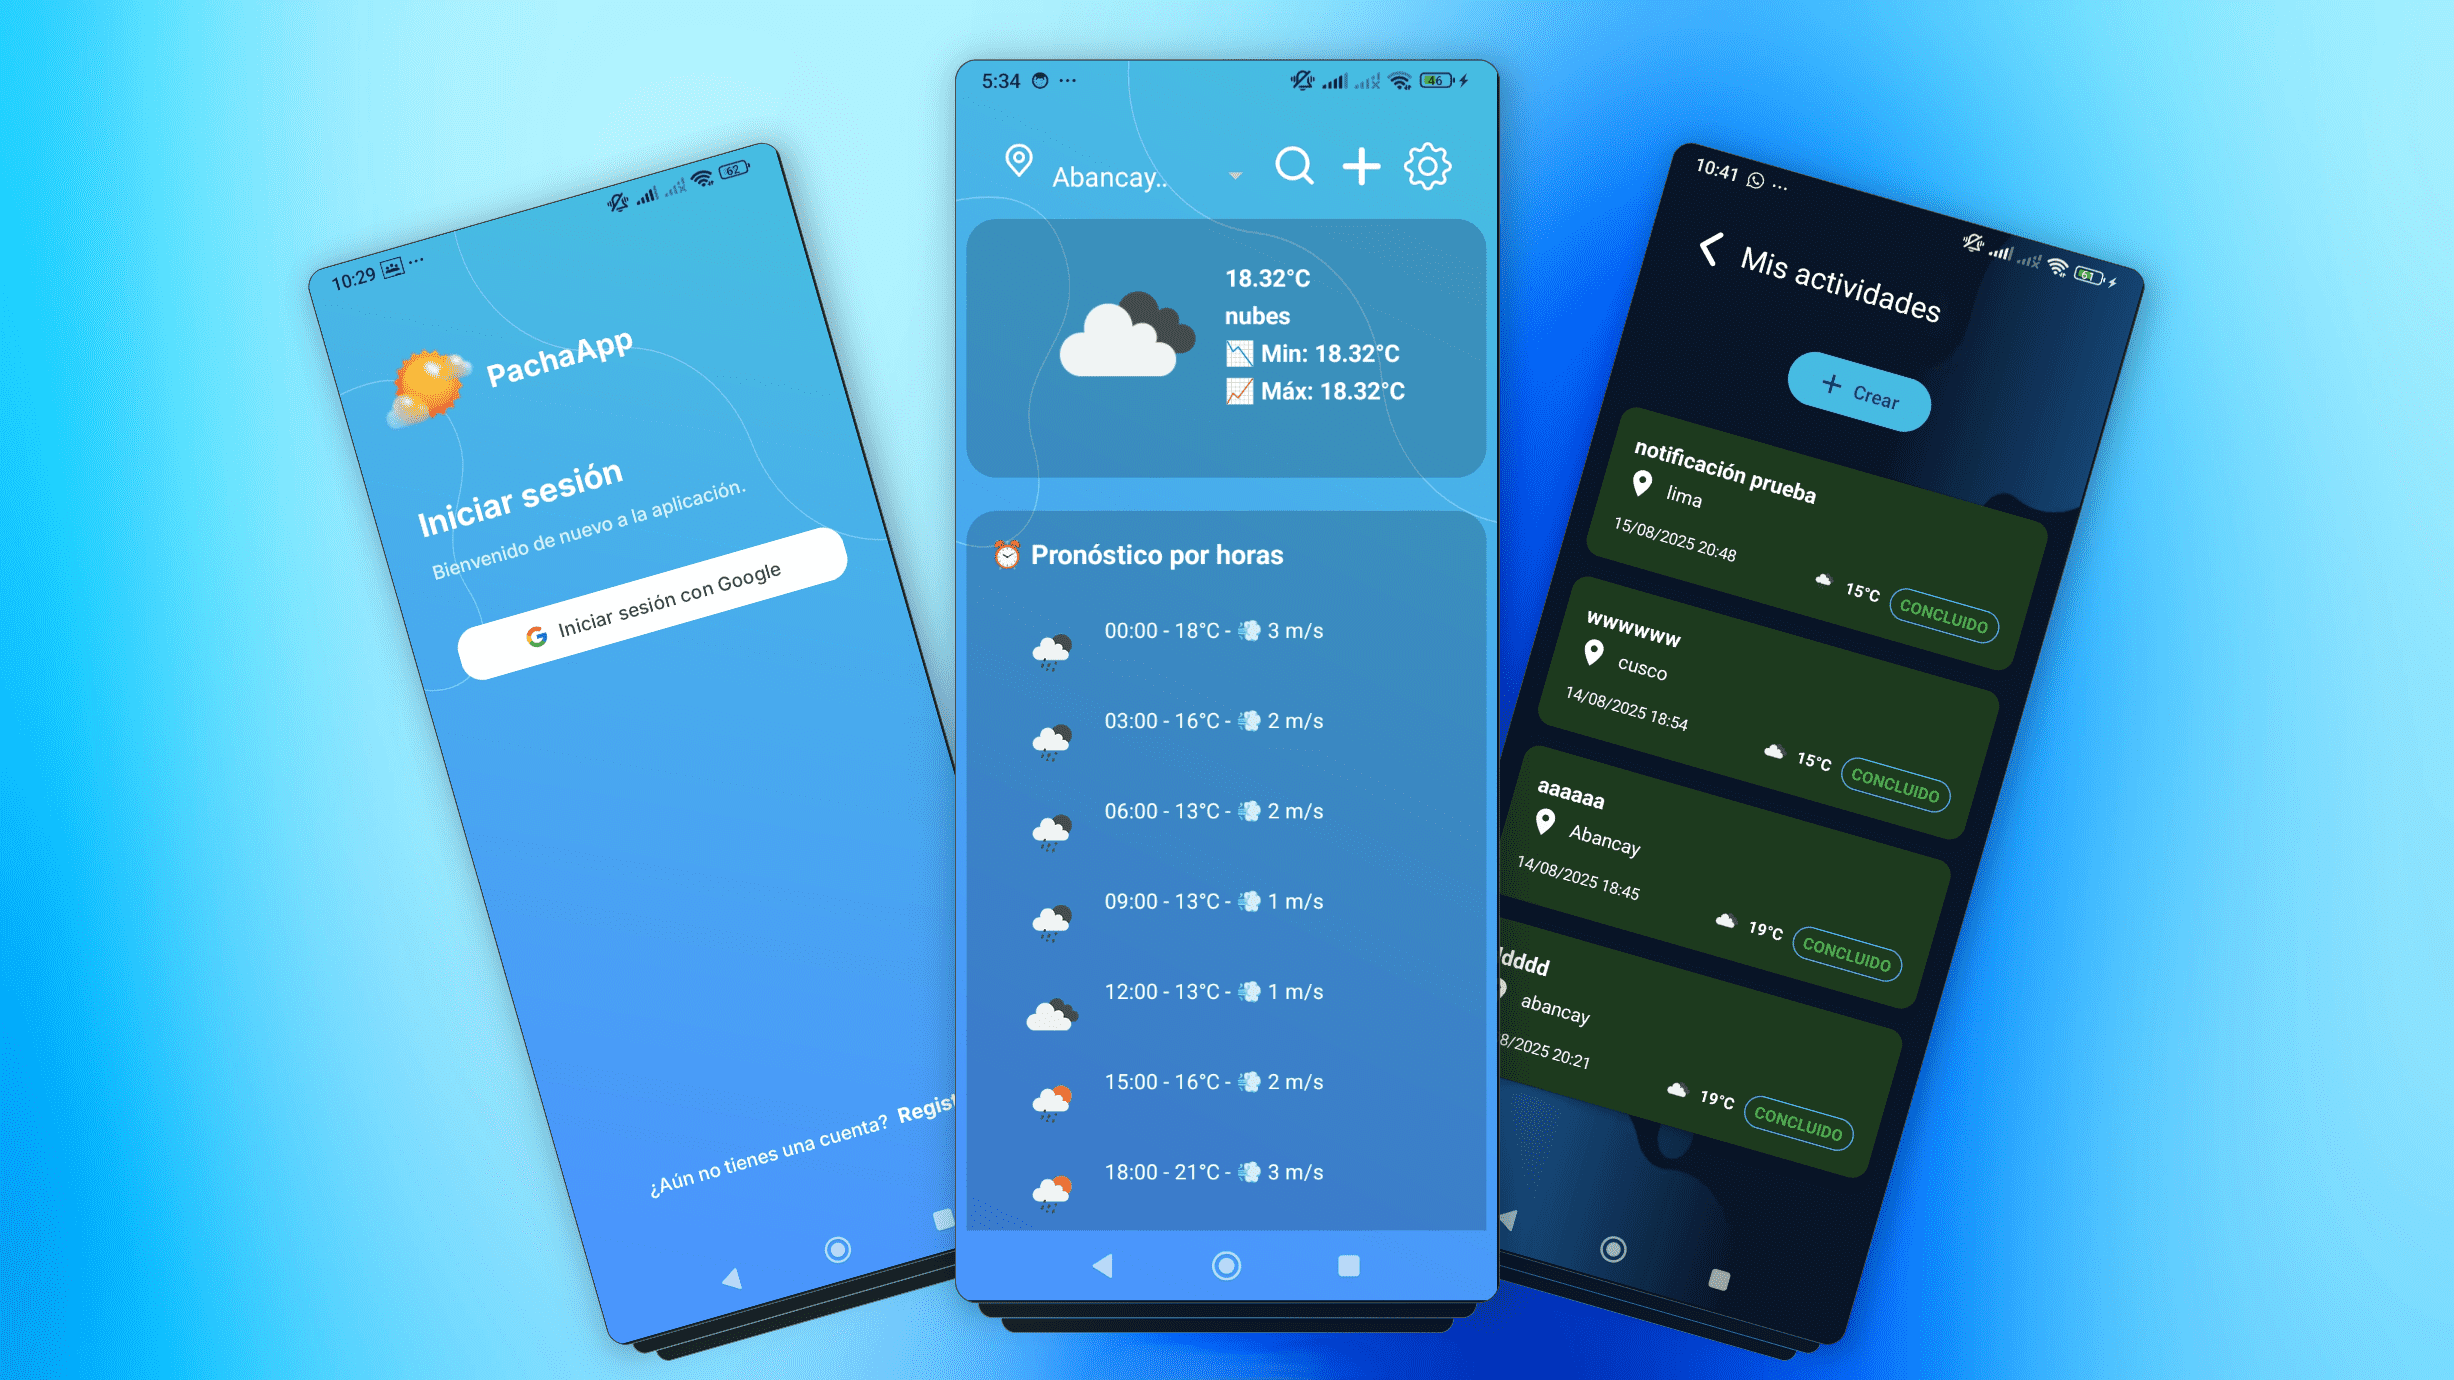 10:29
62
PachaApp
Iniciar sesión
Bienvenido de nuevo a la aplicación.
Iniciar sesión con Google
¿Aún no tienes una cuenta? Regist
5:34
46
Abancay..
18.32°C
nubes
Min: 18.32°C
Máx: 18.32°C
Pronóstico por horas
00:00 - 18°C - 3 m/s
03:00 - 16°C - 2 m/s
06:00 - 13°C - 2 m/s
09:00 - 13°C - 1 m/s
12:00 - 13°C - 1 m/s
15:00 - 16°C - 2 m/s
18:00 - 21°C - 3 m/s
10:41
61
Mis actividades
+ Crear
notificación prueba
lima
15/08/2025 20:48
15°C CONCLUIDO
wwwwww
cusco
14/08/2025 18:54
15°C CONCLUIDO
aaaaaa
Abancay
14/08/2025 18:45
19°C CONCLUIDO
dddd
abancay
8/2025 20:21
19°C CONCLUIDO